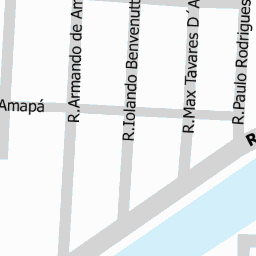 Amapá
R.Armando de Am
R.Iolando Benvenutt
R.Max Tavares D´A
R.Paulo Rodrigues
R